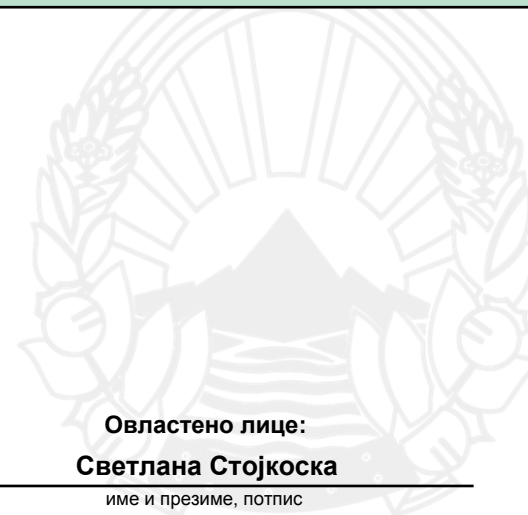 Овластено лице:
Светлана Стојкоска
име и презиме, потпис